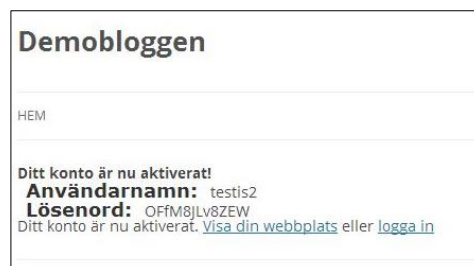 Demobloggen
HEM
Ditt konto är nu aktiverat!
Användarnamn: testis2
Lösenord: OFfM8JLv8ZEW
Ditt konto är nu aktiverat. Visa din webbplats eller logga in